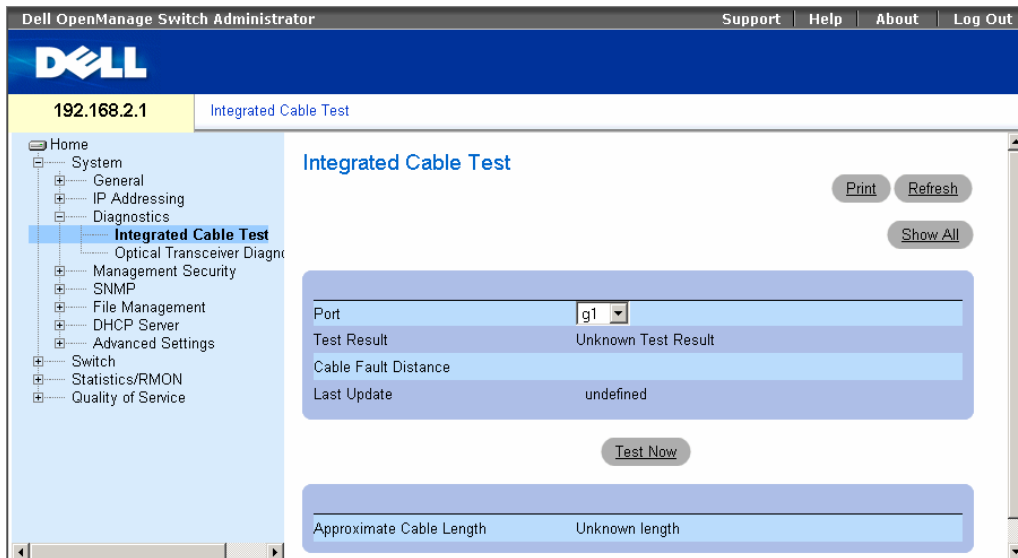 Dell OpenManage Switch Administrator Support Help About Log Out
DELL
192.168.2.1 Integrated Cable Test
Home
System
General
IP Addressing
Diagnostics
Integrated Cable Test
Optical Transceiver Diagno
Management Security
SNMP
File Management
DHCP Server
Advanced Settings
Switch
Statistics/RMON
Quality of Service
Integrated Cable Test
Print Refresh
Show All
Port g1
Test Result Unknown Test Result
Cable Fault Distance
Last Update undefined
Test Now
Approximate Cable Length Unknown length